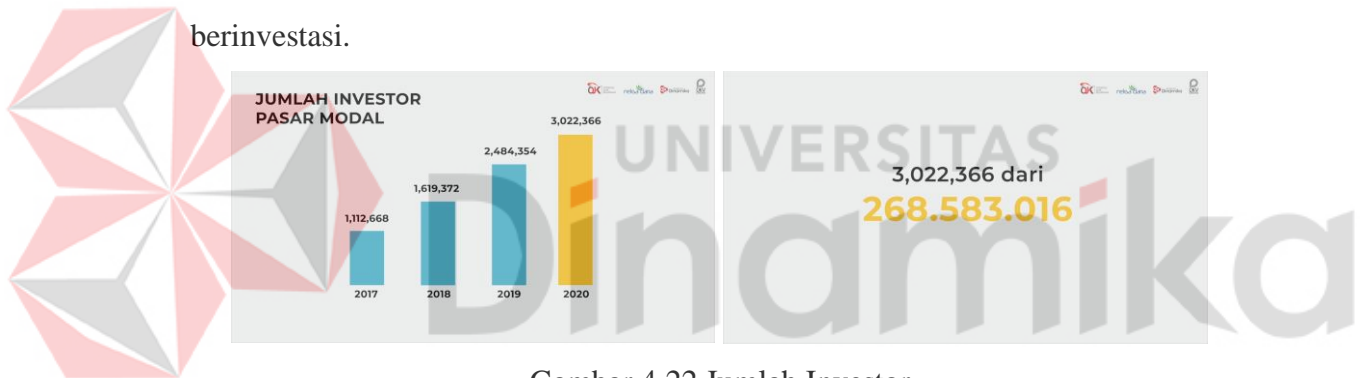 berinvestasi.
JUMLAH INVESTOR
PASAR MODAL
3,022,366
2,484,354
1,619,372
1,112,668
2017 2018 2019 2020
3,022,366 dari
268.583.016
UNIVERSITAS
Dinamika
Gambar 4.22 Jumlah Investor